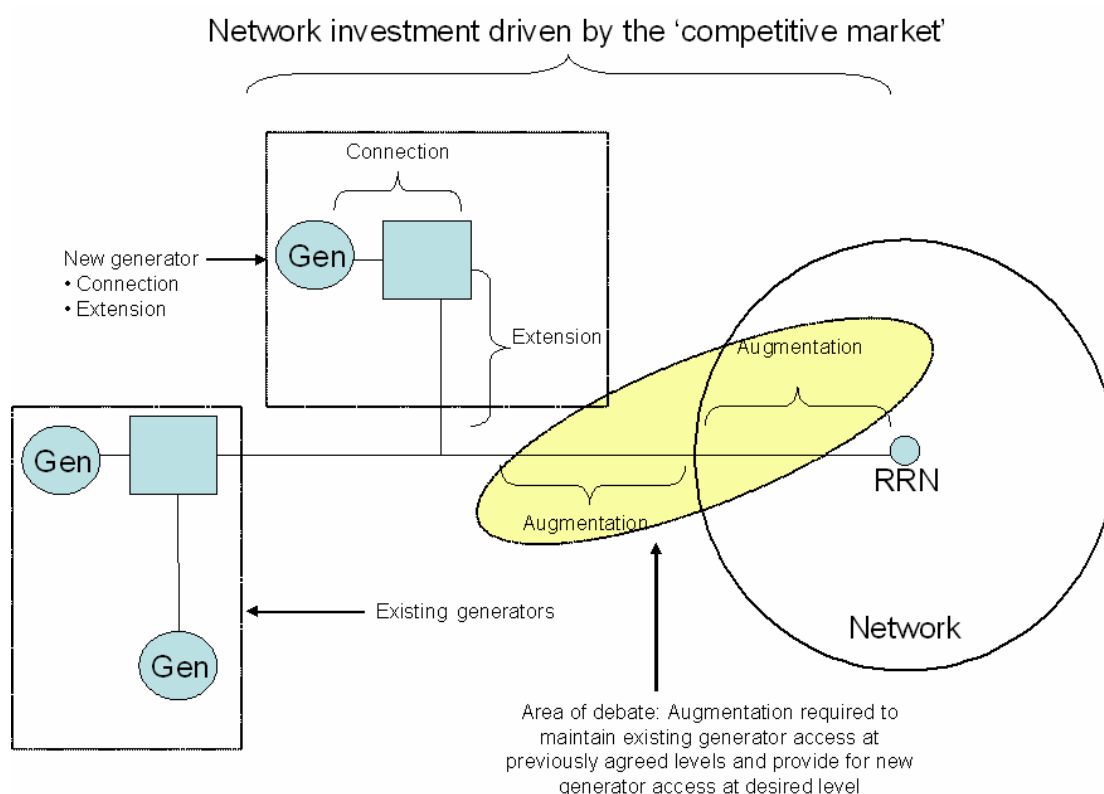 Network investment driven by the ‘competitive market’
Connection
Gen
New generator
• Connection
• Extension
Extension
Augmentation
Gen
RRN
Augmentation
Existing generators
Network
Gen
Area of debate: Augmentation required to
maintain existing generator access at
previously agreed levels and provide for new
generator access at desired level